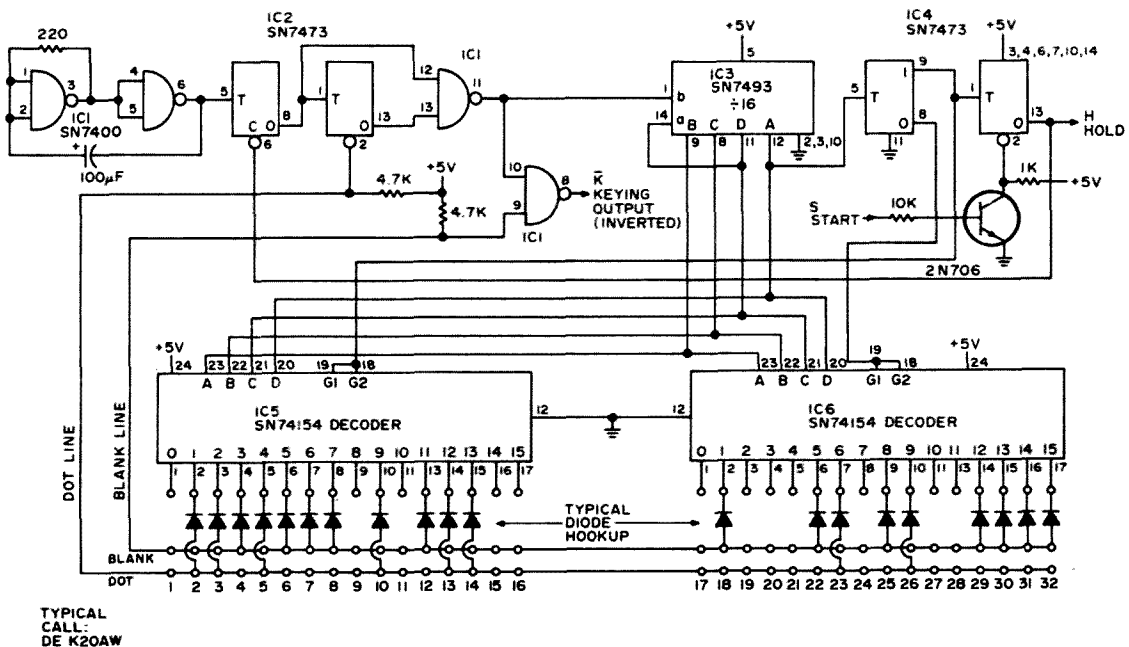 220
1
2
3
IC1
SN7400
+
100µF
4
5
6
IC2
SN7473
5
T
C O
8
6
1
T
O
13
2
IC1
12
13
11
+5V
4.7K
4.7K
10
9
8
IC1
K̅
KEYING
OUTPUT
(INVERTED)
+5V
5
IC3
SN7493
÷16
1
b
14
a
B C D A
9 8 11 12
2,3,10
IC4
SN7473
5
T
1
9
O
8
11
+5V
3,4,6,7,10,14
1
T
O
13
2
H
HOLD
1K
+5V
S
START
10K
2N706
DOT LINE
BLANK LINE
+5V
24
23 22 21 20
19 18
A B C D G1 G2
IC5
SN74154 DECODER
12
0 1 2 3 4 5 6 7 8 9 10 11 12 13 14 15
1 2 3 4 5 6 7 8 9 10 11 13 14 15 16 17
12
23 22 21 20
19
18
+5V
24
A B C D G1 G2
IC6
SN74154 DECODER
0 1 2 3 4 5 6 7 8 9 10 11 12 13 14 15
1 2 3 4 5 6 7 8 9 10 11 13 14 15 16 17
TYPICAL
DIODE
HOOKUP
BLANK
DOT
1 2 3 4 5 6 7 8 9 10 11 12 13 14 15 16
17 18 19 20 21 22 23 24 25 26 27 28 29 30 31 32
TYPICAL
CALL:
DE K2OAW